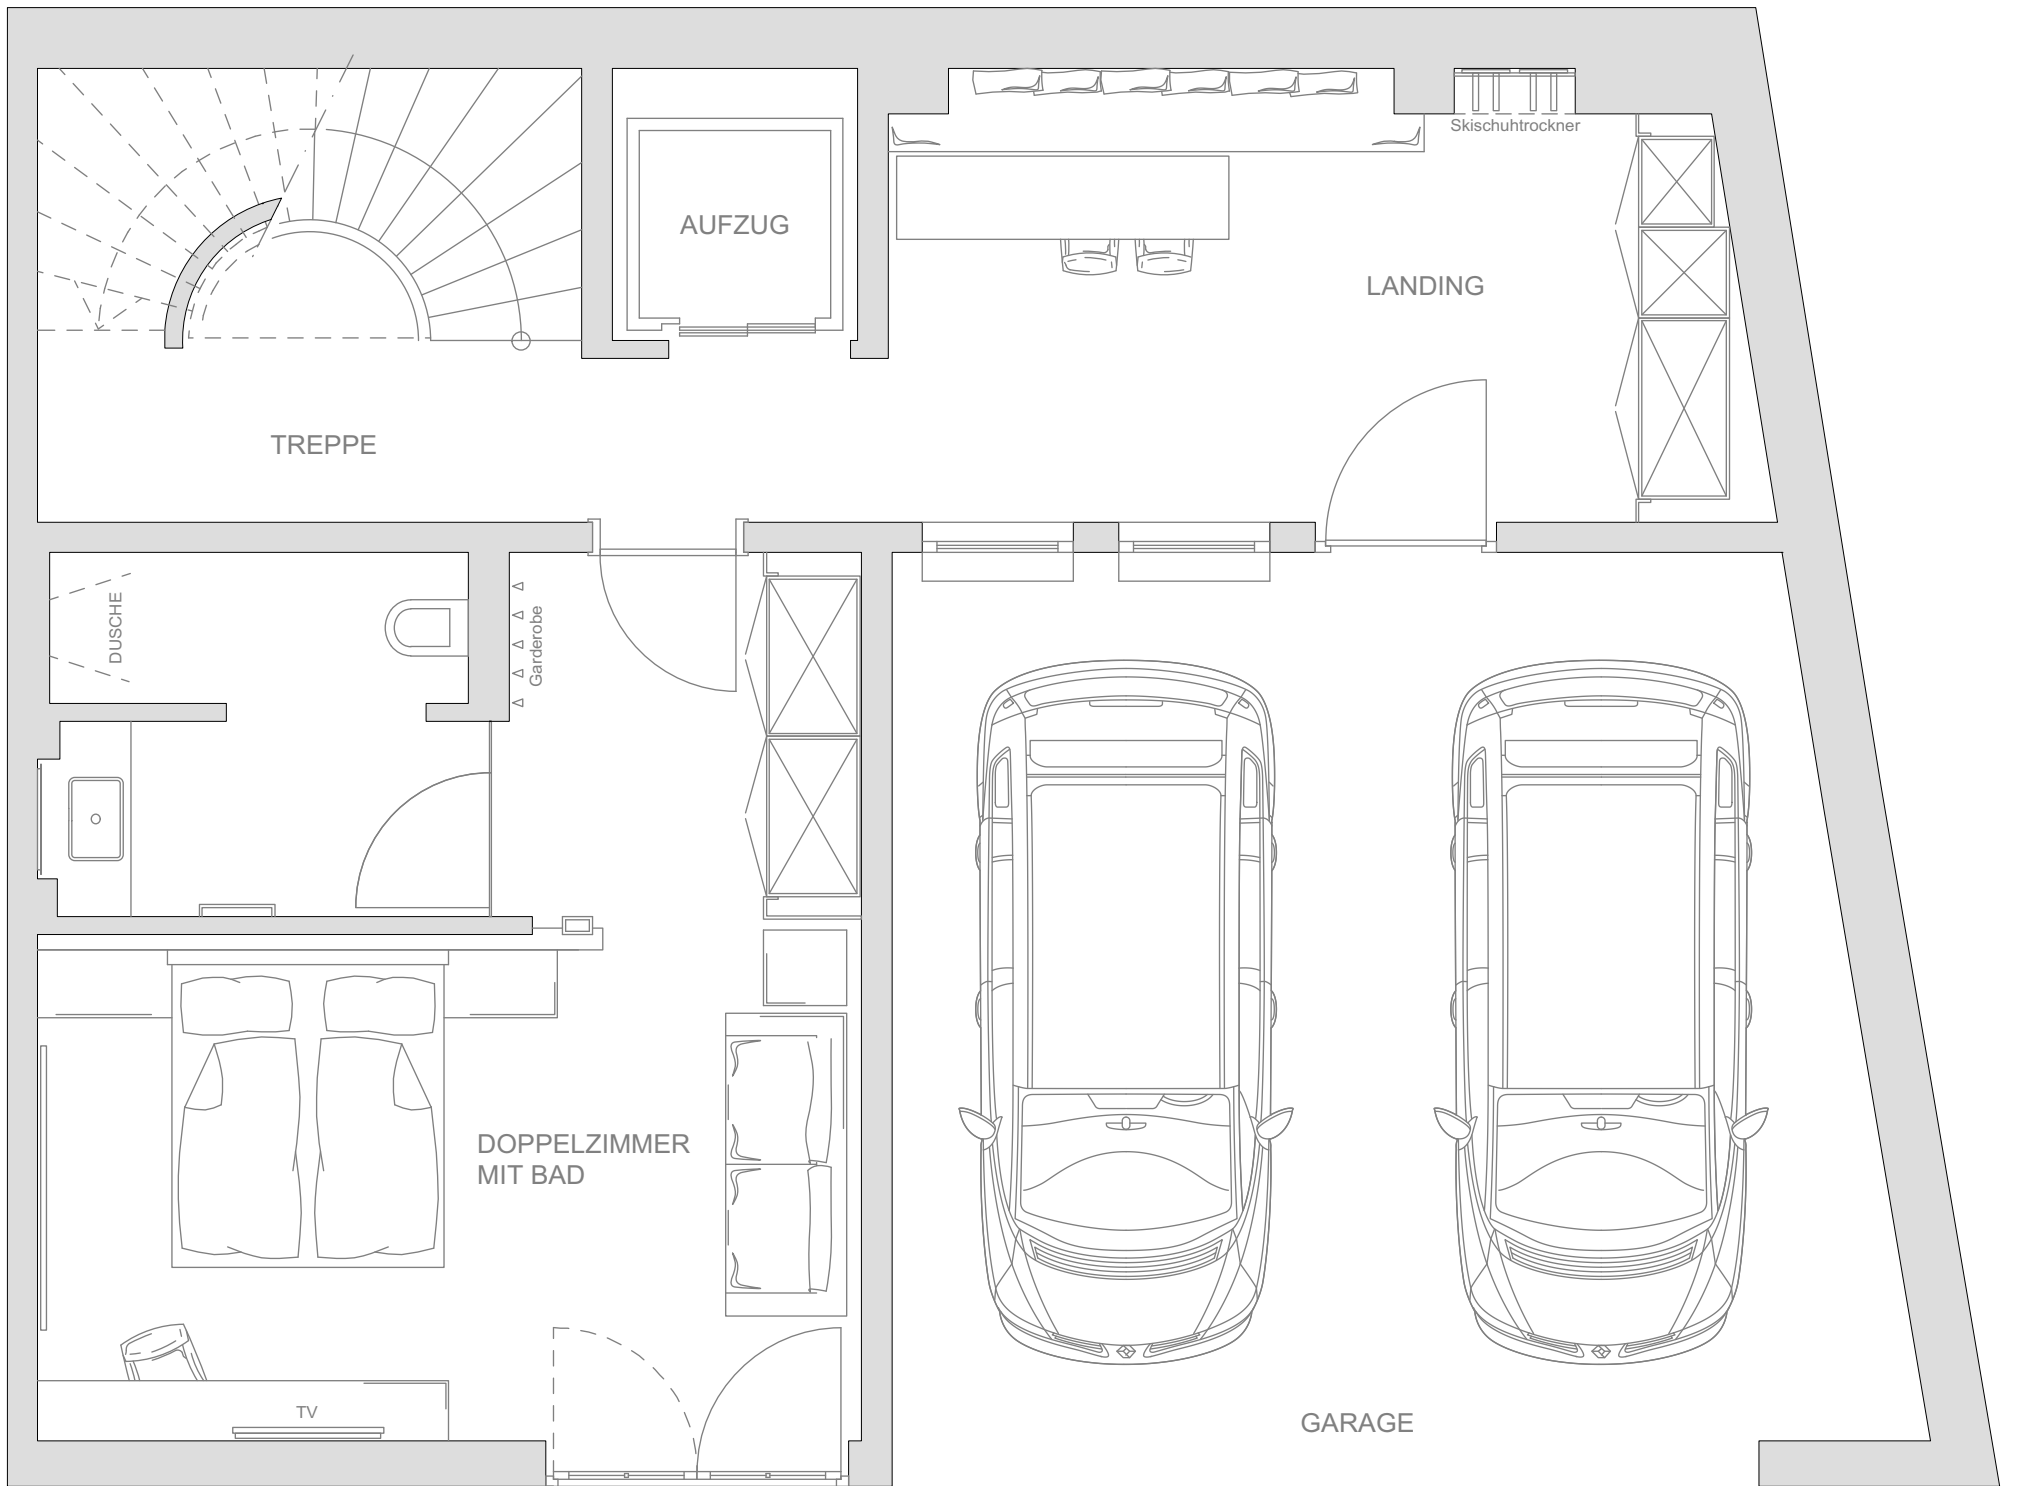 Skischuhtrockner
AUFZUG
LANDING
TREPPE
DUSCHE
Garderobe
DOPPELZIMMER
MIT BAD
TV
GARAGE